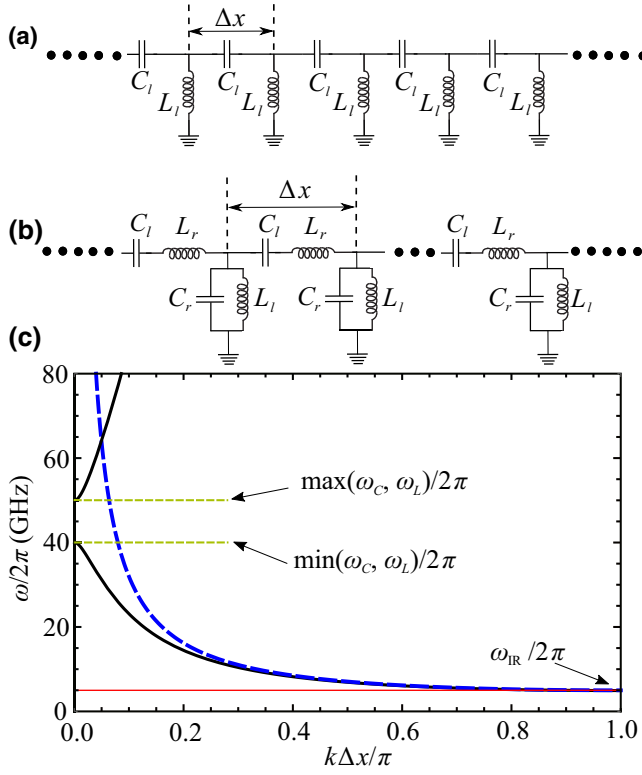 (a)
Δx
C_l C_l C_l C_l C_l
L_l L_l L_l L_l L_l
(b)
Δx
C_l L_r C_l L_r C_l L_r
C_r L_l C_r L_l C_r L_l
(c)
80
60
40
20
0
ω/2π (GHz)
max(ω_C, ω_L)/2π
min(ω_C, ω_L)/2π
ω_IR /2π
0.0 0.2 0.4 0.6 0.8 1.0
kΔx/π